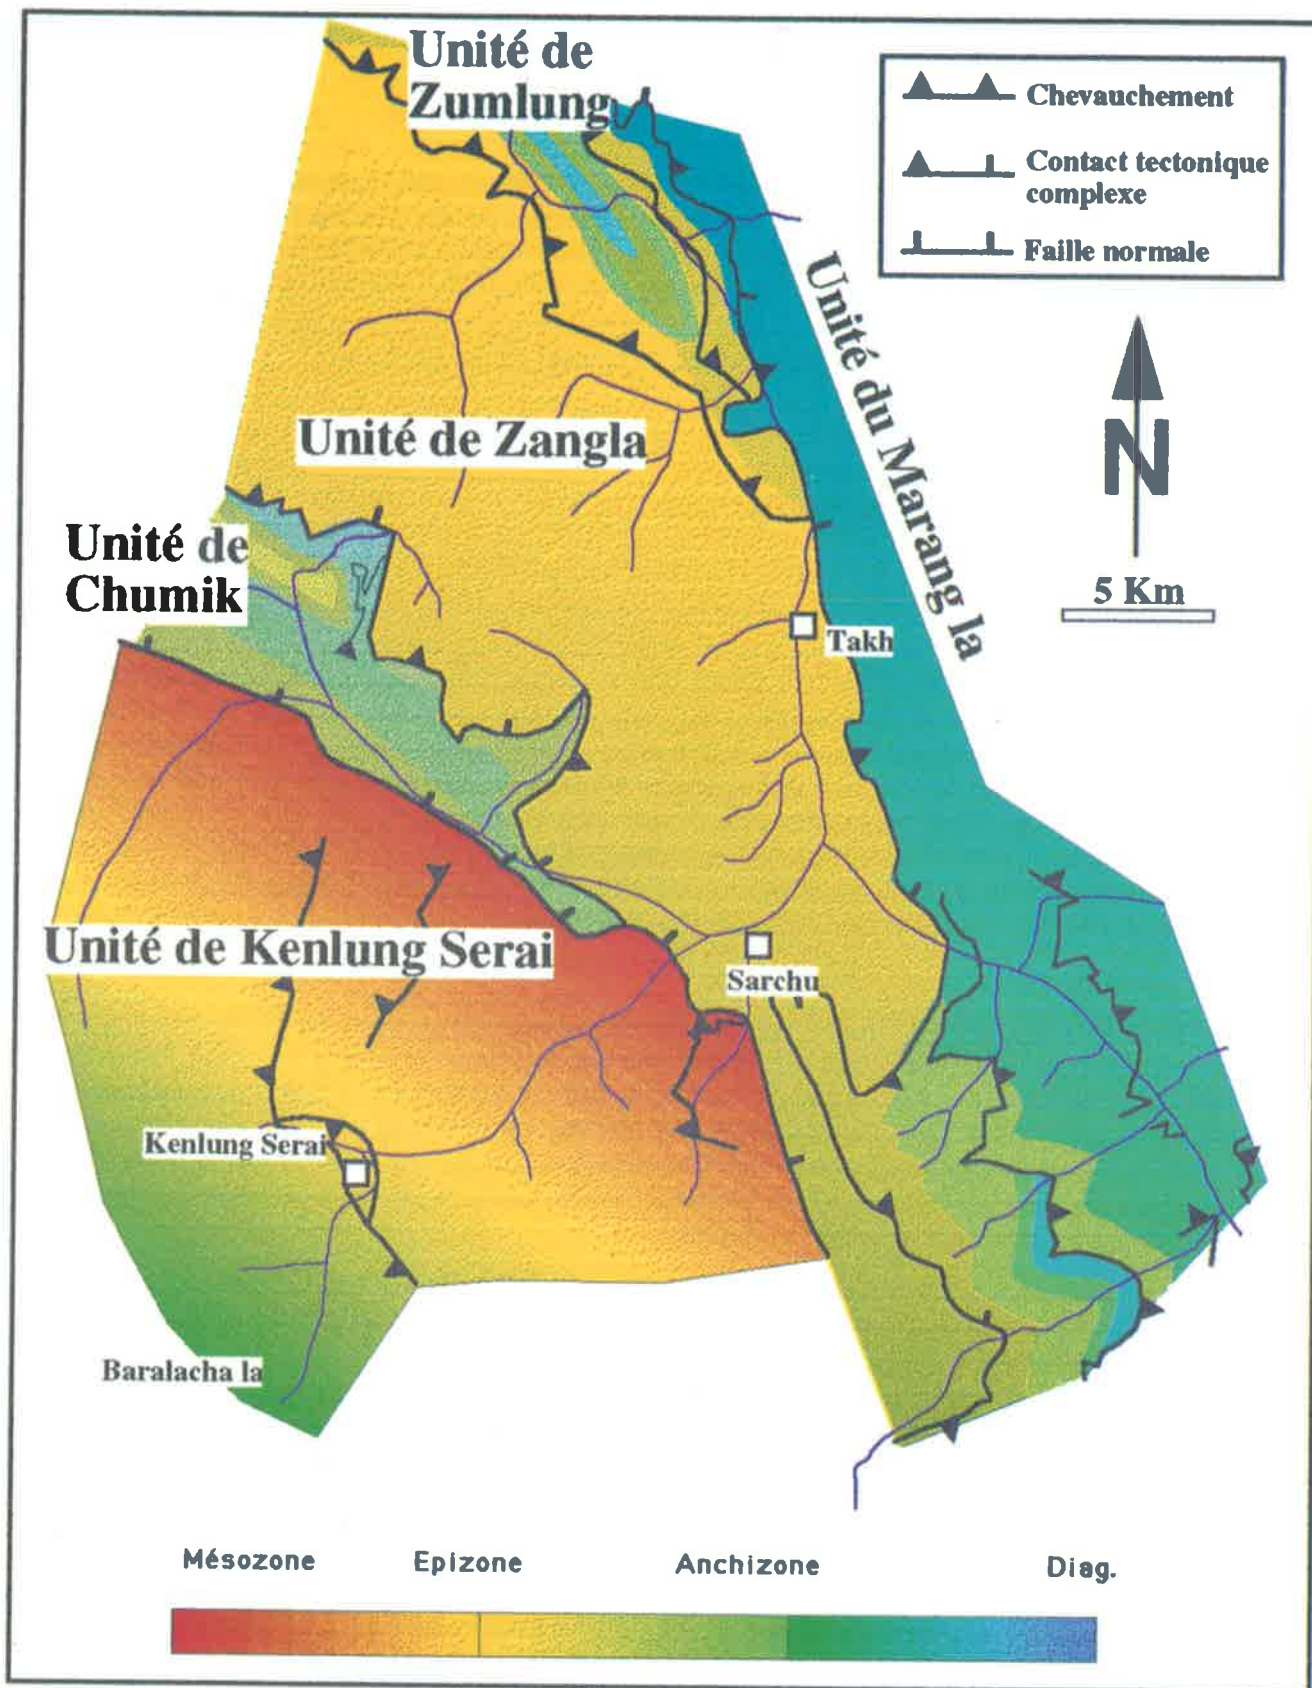 Unité de
Zumlung
Chevauchement
Contact tectonique
complexe
Faille normale
Unité du Marang la
N
5 Km
Unité de Zangla
Unité de
Chumik
Takh
Unité de Kenlung Serai
Sarchu
Kenlung Serai
Baralacha la
Mésozone Epizone Anchizone Diag.